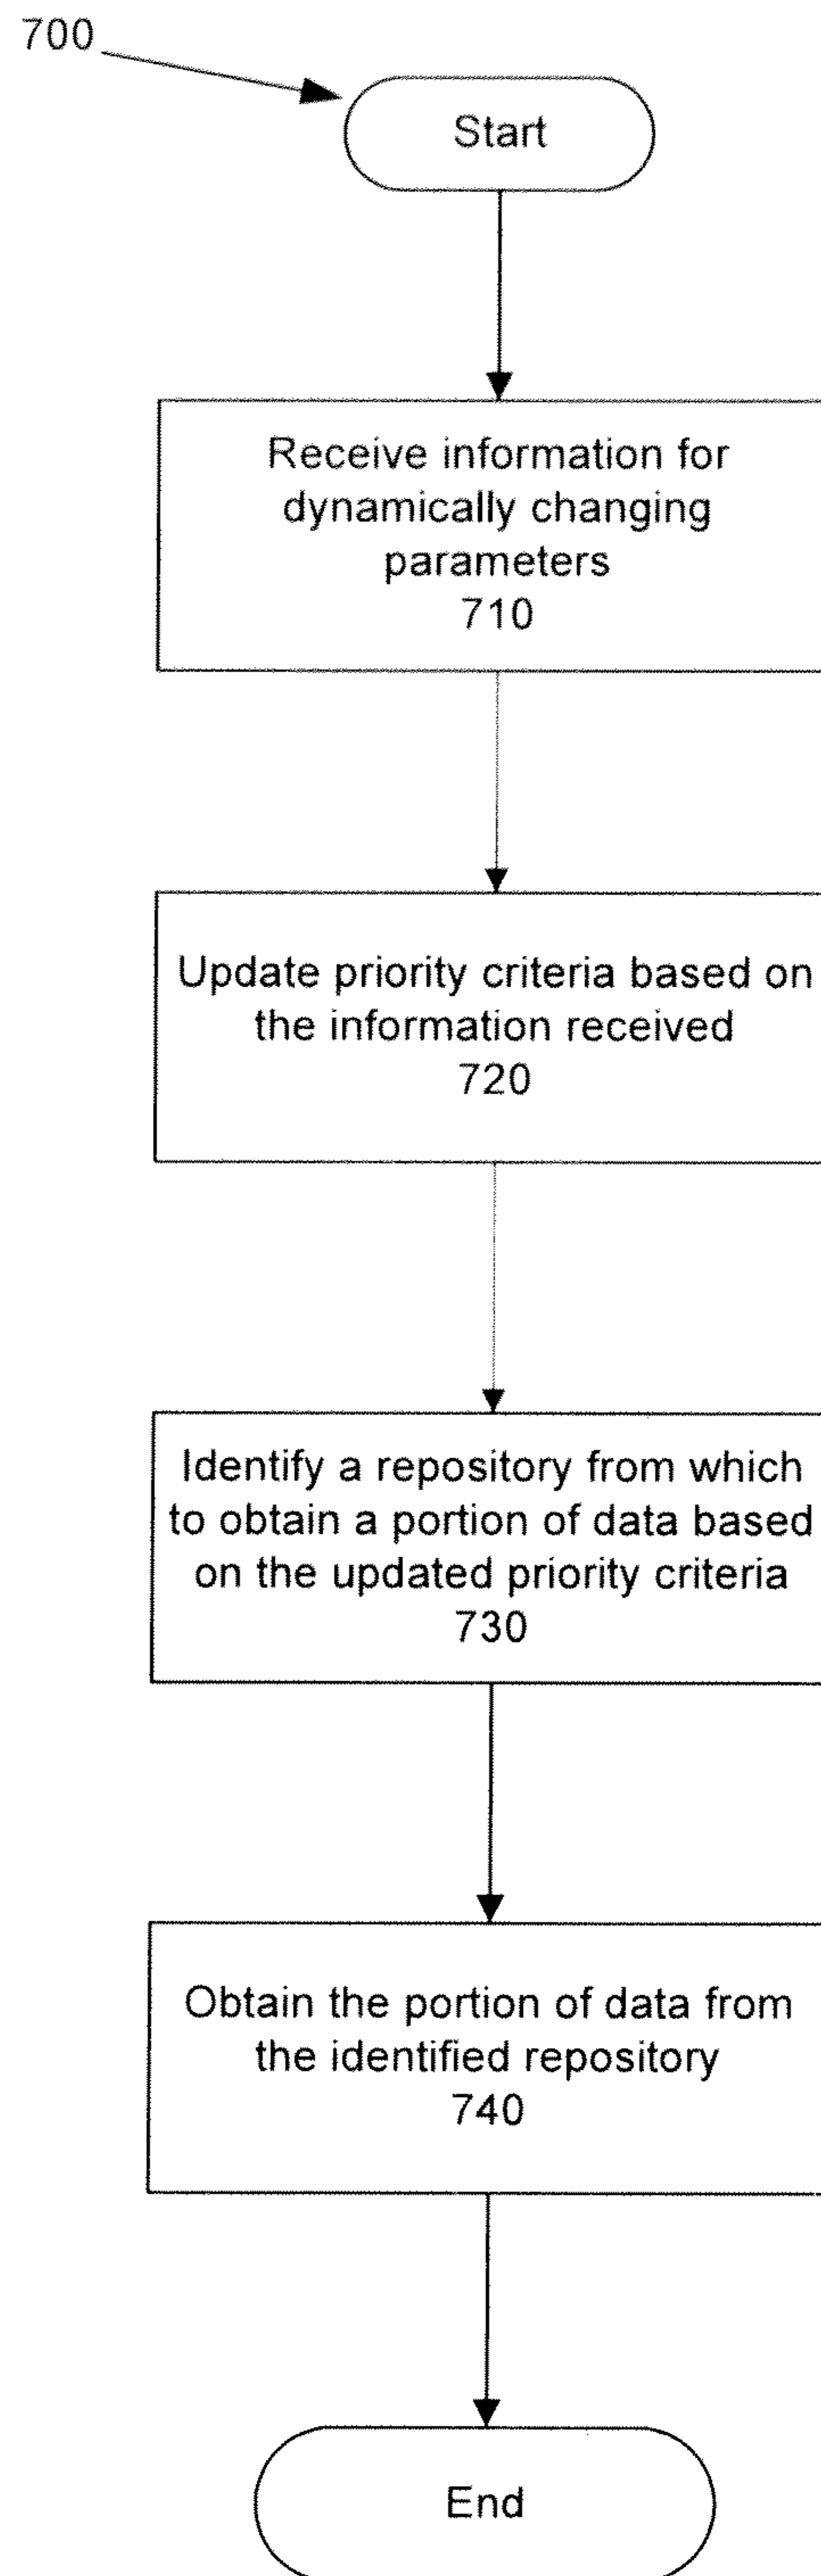 700
Start
Receive information for
dynamically changing
parameters
710
Update priority criteria based on
the information received
720
Identify a repository from which
to obtain a portion of data based
on the updated priority criteria
730
Obtain the portion of data from
the identified repository
740
End